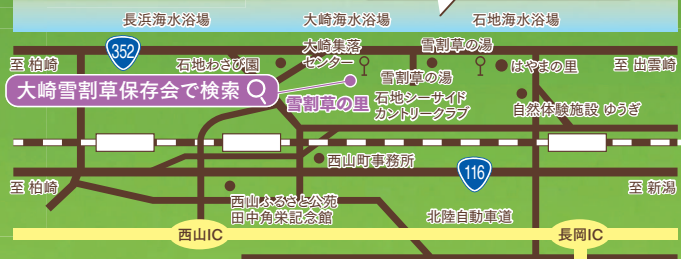 長浜海水浴場
大崎海水浴場
石地海水浴場
352
大崎集落
センター
雪割草の湯
至 柏崎
石地わさび園
はやまの里
至 出雲崎
雪割草の湯
大崎雪割草保存会で検索
雪割草の里
石地シーサイド
カントリークラブ
自然体験施設 ゆうぎ
西山町事務所
116
至 柏崎
至 新潟
西山ふるさと公苑
田中角栄記念館
北陸自動車道
西山IC
長岡IC